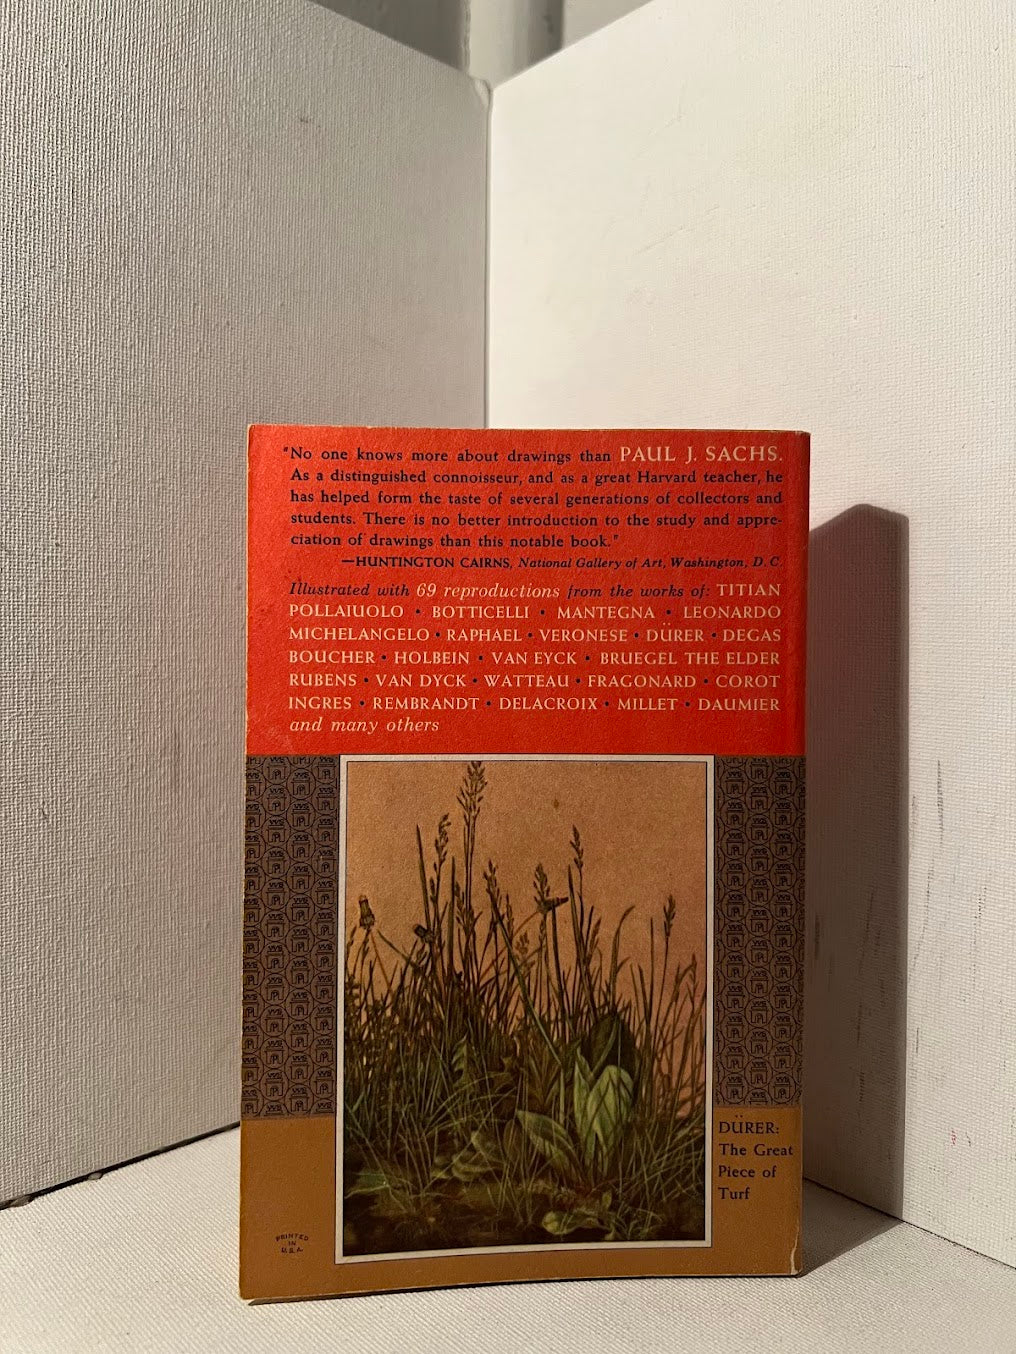 "No one knows more about drawings than PAUL J. SACHS.
As a distinguished connoisseur, and as a great Harvard teacher, he
has helped form the taste of several generations of collectors and
students. There is no better introduction to the study and appre-
ciation of drawings than this notable book."
—HUNTINGTON CAIRNS, National Gallery of Art, Washington, D. C.
Illustrated with 69 reproductions from the works of: TITIAN
POLLAIUOLO • BOTTICELLI • MANTEGNA • LEONARDO
MICHELANGELO • RAPHAEL • VERONESE • DÜRER • DEGAS
BOUCHER • HOLBEIN • VAN EYCK • BRUEGEL THE ELDER
RUBENS • VAN DYCK • WATTEAU • FRAGONARD • COROT
INGRES • REMBRANDT • DELACROIX • MILLET • DAUMIER
and many others
DÜRER:
The Great
Piece of
Turf
PRINTED
IN
U.S.A.